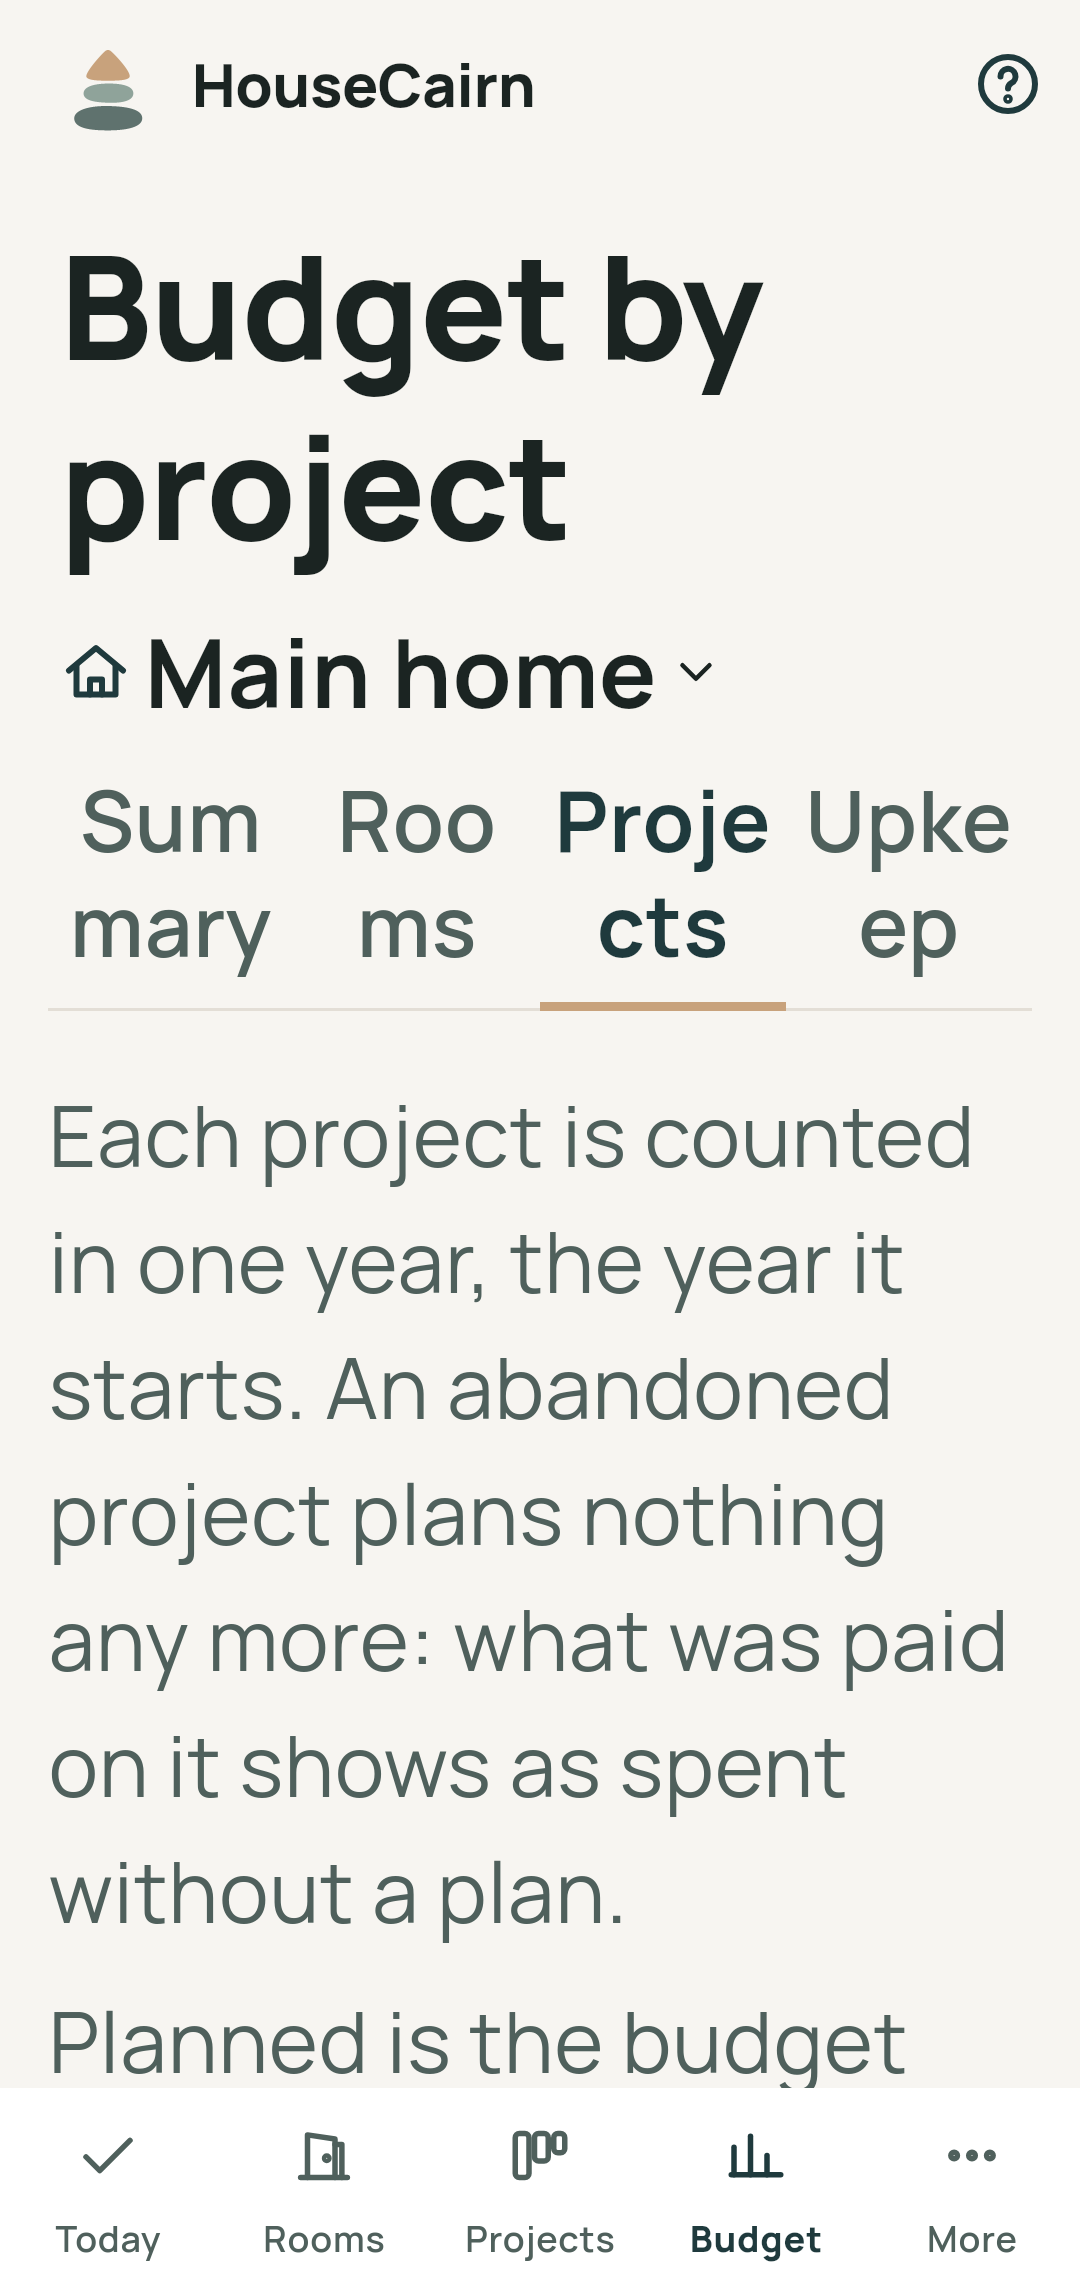 HouseCairn
Budget by
project
Main home
Sum
mary
Roo
ms
Proje
cts
Upke
ep
Each project is counted
in one year, the year it
starts. An abandoned
project plans nothing
any more: what was paid
on it shows as spent
without a plan.
Planned is the budget
Today
Rooms
Projects
Budget
More